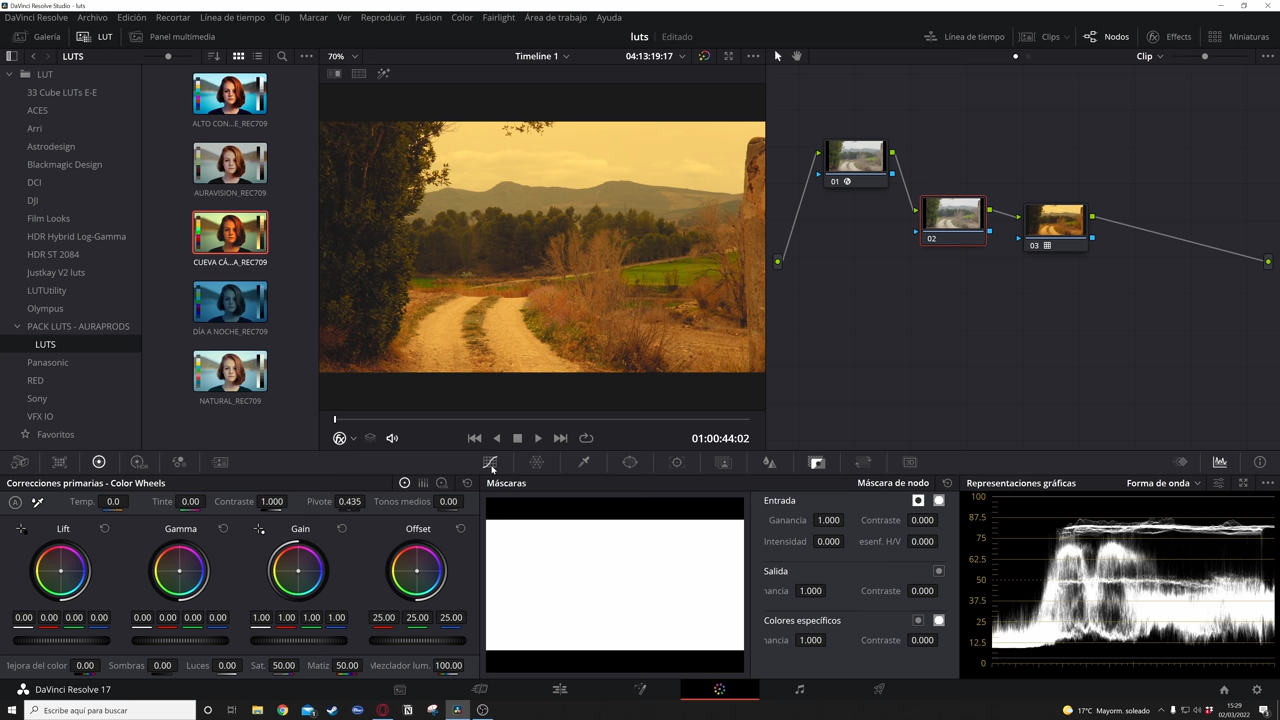 DaVinci Resolve Studio - luts
DaVinci Resolve Archivo Edición Recortar Línea de tiempo Clip Marcar Ver Reproducir Fusion Color Fairlight Área de trabajo Ayuda
Galería LUT Panel multimedia luts Editado Línea de tiempo Clips Nodos Effects Miniaturas
LUTS 70% Timeline 1 04:13:19:17 Clip
LUT
33 Cube LUTs E-E
ACES
Arri
Astrodesign
Blackmagic Design
DCI
DJI
Film Looks
HDR Hybrid Log-Gamma
HDR ST 2084
Justkay V2 luts
LUTUtility
Olympus
PACK LUTS - AURAPRODS
LUTS
Panasonic
RED
Sony
VFX IO
Favoritos
ALTO CON...E_REC709
AURAVISION_REC709
CUEVA CÁ...A_REC709
DÍA A NOCHE_REC709
NATURAL_REC709
01
02
03
01:00:44:02
Correcciones primarias - Color Wheels
Temp. 0.0 Tinte 0.00 Contraste 1.000 Pivote 0.435 Tonos medios 0.00
Lift Gamma Gain Offset
0.00 0.00 0.00 0.00 0.00 0.00 0.00 0.00 1.00 1.00 1.00 1.00 25.00 25.00 25.00
lejora del color 0.00 Sombras 0.00 Luces 0.00 Sat. 50.00 Matiz 50.00 Mezclador lum. 100.00
Máscaras Máscara de nodo
Entrada
Ganancia 1.000 Contraste 0.000
Intensidad 0.000 esenf. H/V 0.000
Salida
nancia 1.000 Contraste 0.000
Colores específicos
nancia 1.000 Contraste 0.000
Representaciones gráficas Forma de onda
100
87.5
75
62.5
50
37.5
25
12.5
0
DaVinci Resolve 17
Escribe aquí para buscar
17°C Mayorm. soleado
15:29
02/03/2022